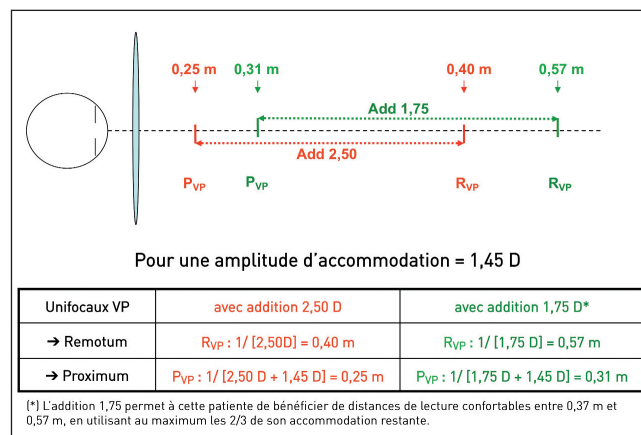 0,25 m 0,31 m 0,40 m 0,57 m
Add 1,75
Add 2,50
PVP PVP RVP RVP
Pour une amplitude d'accommodation = 1,45 D
Unifocaux VP avec addition 2,50 D avec addition 1,75 D*
➔ Remotum RVP : 1/ [2,50D] = 0,40 m RVP : 1/ [1,75 D] = 0,57 m
➔ Proximum PVP : 1/ [2,50 D + 1,45 D] = 0,25 m PVP : 1/ [1,75 D + 1,45 D] = 0,31 m
(*) L'addition 1,75 permet à cette patiente de bénéficier de distances de lecture confortables entre 0,37 m et
0,57 m, en utilisant au maximum les 2/3 de son accommodation restante.